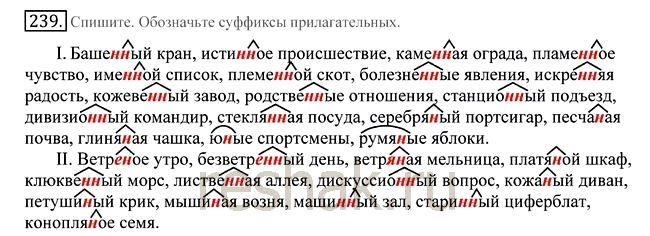 239. Спишите. Обозначьте суффиксы прилагательных.
I. Башенный кран, истинное происшествие, каменная ограда, пламенное
чувство, именной список, племенной скот, болезненные явления, искренняя
радость, кожевенный завод, родственные отношения, станционный подъезд,
дивизионный командир, стеклянная посуда, серебряный портсигар, песчаная
почва, глиняная чашка, юные спортсмены, румяные яблоки.
II. Ветреное утро, безветренный день, ветряная мельница, платяной шкаф,
клюквенный морс, лиственная аллея, дискуссионный вопрос, кожаный диван,
петушиный крик, мышиная возня, машинный зал, старинный циферблат,
конопляное семя.
reshak.ru